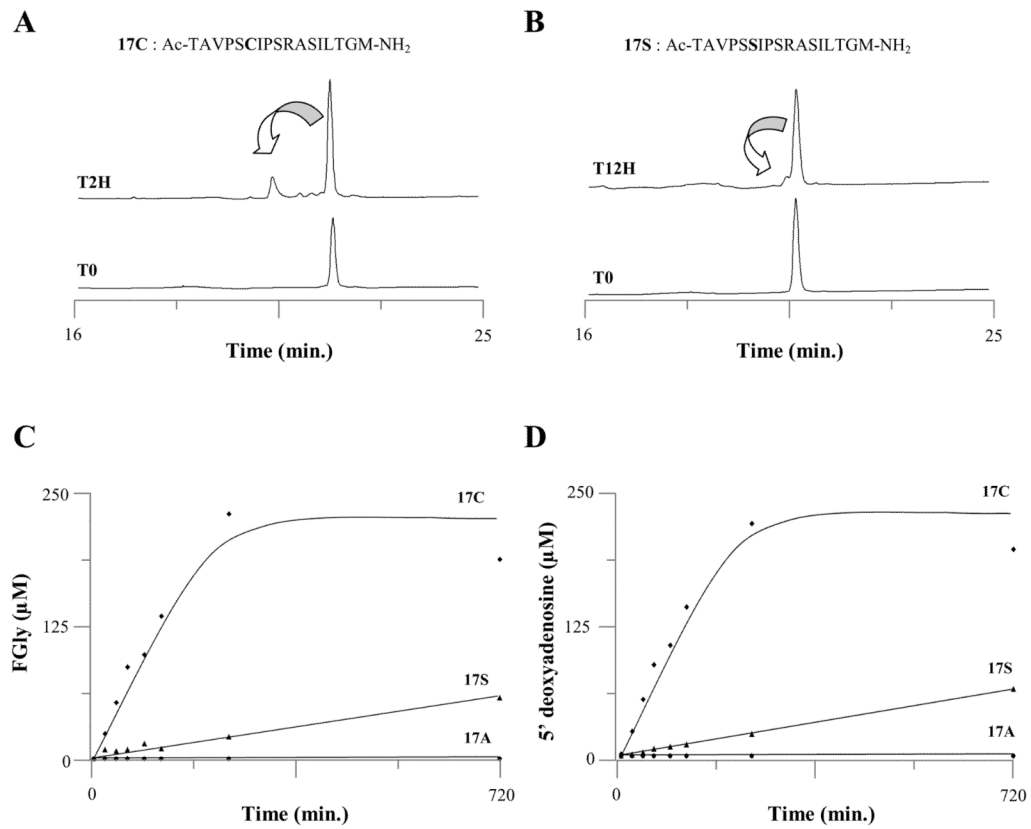 A
17C : Ac-TAVPSCIPSRASILTGM-NH2
T2H
T0
16
25
Time (min.)
B
17S : Ac-TAVPSSIPSRASILTGM-NH2
T12H
T0
16
25
Time (min.)
C
250
125
0
FGly (µM)
17C
17S
17A
0
720
Time (min.)
D
250
125
0
5’ deoxyadenosine (µM)
17C
17S
17A
0
720
Time (min.)